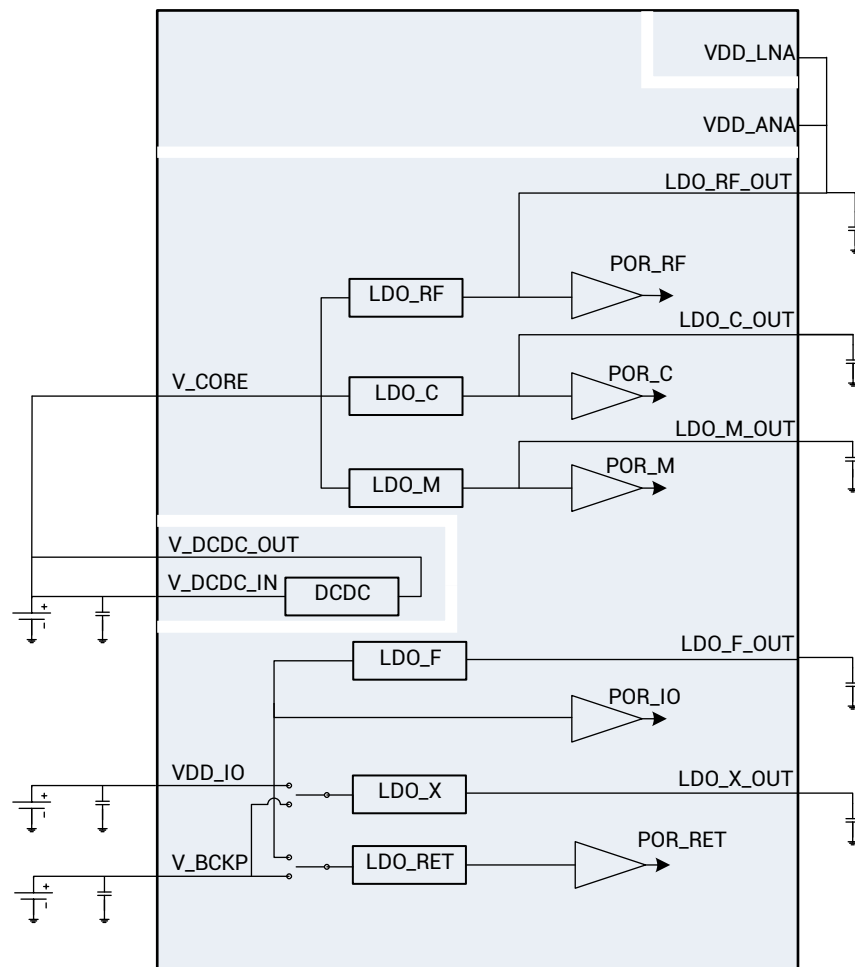 VDD_LNA
VDD_ANA
LDO_RF_OUT
POR_RF
LDO_RF
LDO_C_OUT
V_CORE
POR_C
LDO_C
LDO_M_OUT
POR_M
LDO_M
V_DCDC_OUT
V_DCDC_IN
DCDC
+
-
LDO_F_OUT
LDO_F
POR_IO
VDD_IO
LDO_X_OUT
LDO_X
+
-
POR_RET
V_BCKP
LDO_RET
+
-